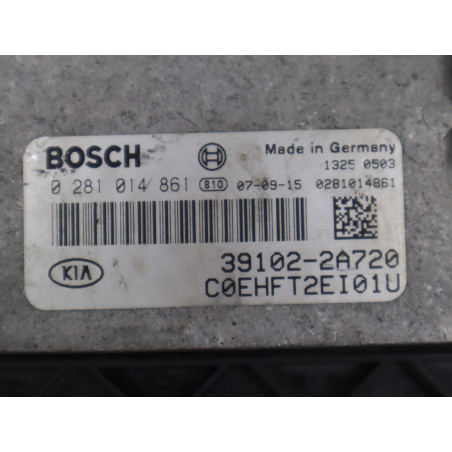 BOSCH
Made in Germany
1325 0503
0 281 014 861 810 07-09-15 0281014861
KIA
39102-2A720
C0EHFT2EI01U